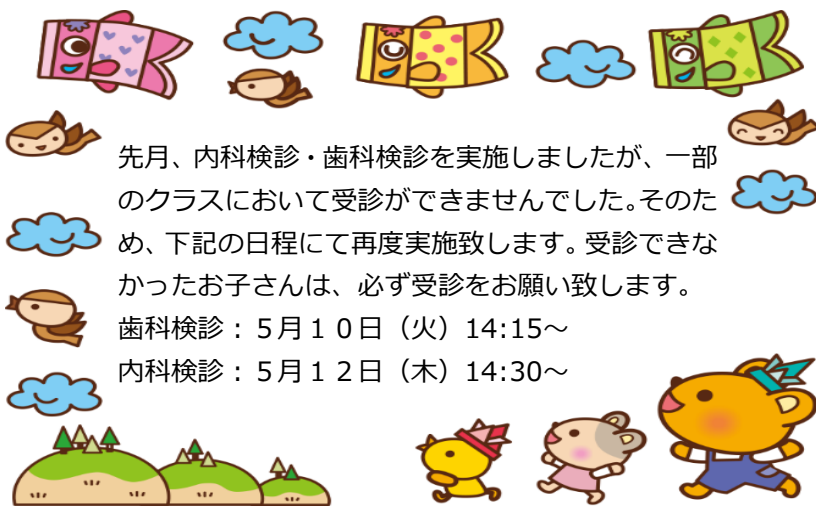 先月、内科検診・歯科検診を実施しましたが、一部
のクラスにおいて受診ができませんでした。そのた
め、下記の日程にて再度実施致します。受診できな
かったお子さんは、必ず受診をお願い致します。
歯科検診：５月１０日（火）14:15～
内科検診：５月１２日（木）14:30～